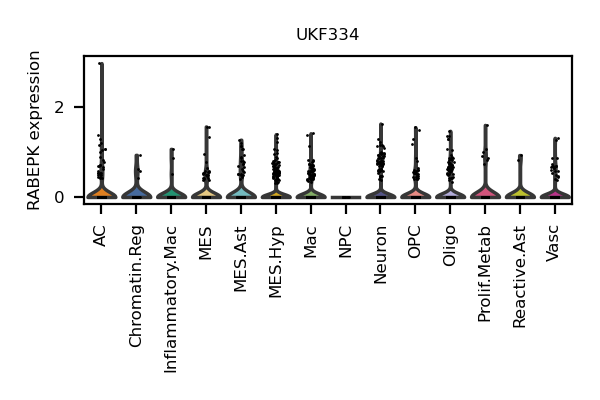 UKF334
RABEPK expression
2
0
AC
Chromatin.Reg
Inflammatory.Mac
MES
MES.Ast
MES.Hyp
Mac
NPC
Neuron
OPC
Oligo
Prolif.Metab
Reactive.Ast
Vasc